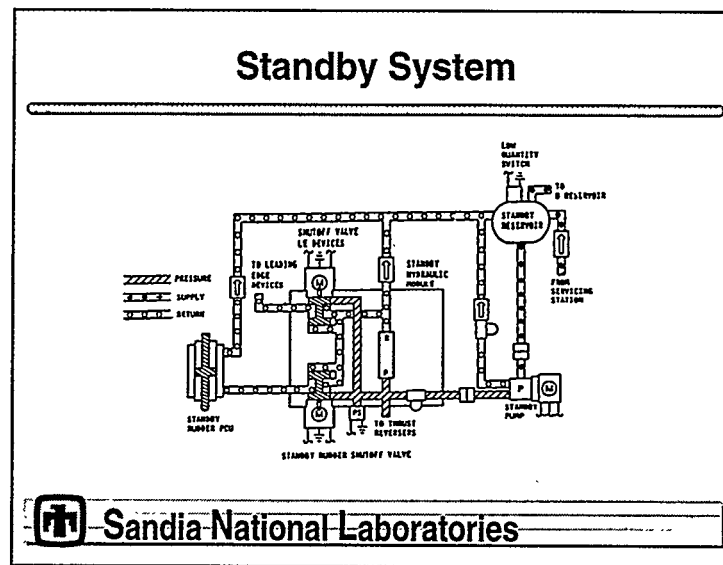 Standby System
LOW
QUANTITY
SWITCH
TO
B RESERVOIR
STANDBY
RESERVOIR
SHUTOFF VALVE
LE DEVICES
TO LEADING
EDGE
DEVICES
STANDBY
HYDRAULIC
MODULE
FROM
SERVICING
STATION
PRESSURE
SUPPLY
RETURN
M
M
P
M
PS
STANDBY
PUMP
TO THRUST
REVERSERS
STANDBY
RUDDER PCU
STANDBY RUDDER SHUTOFF VALVE
Sandia National Laboratories